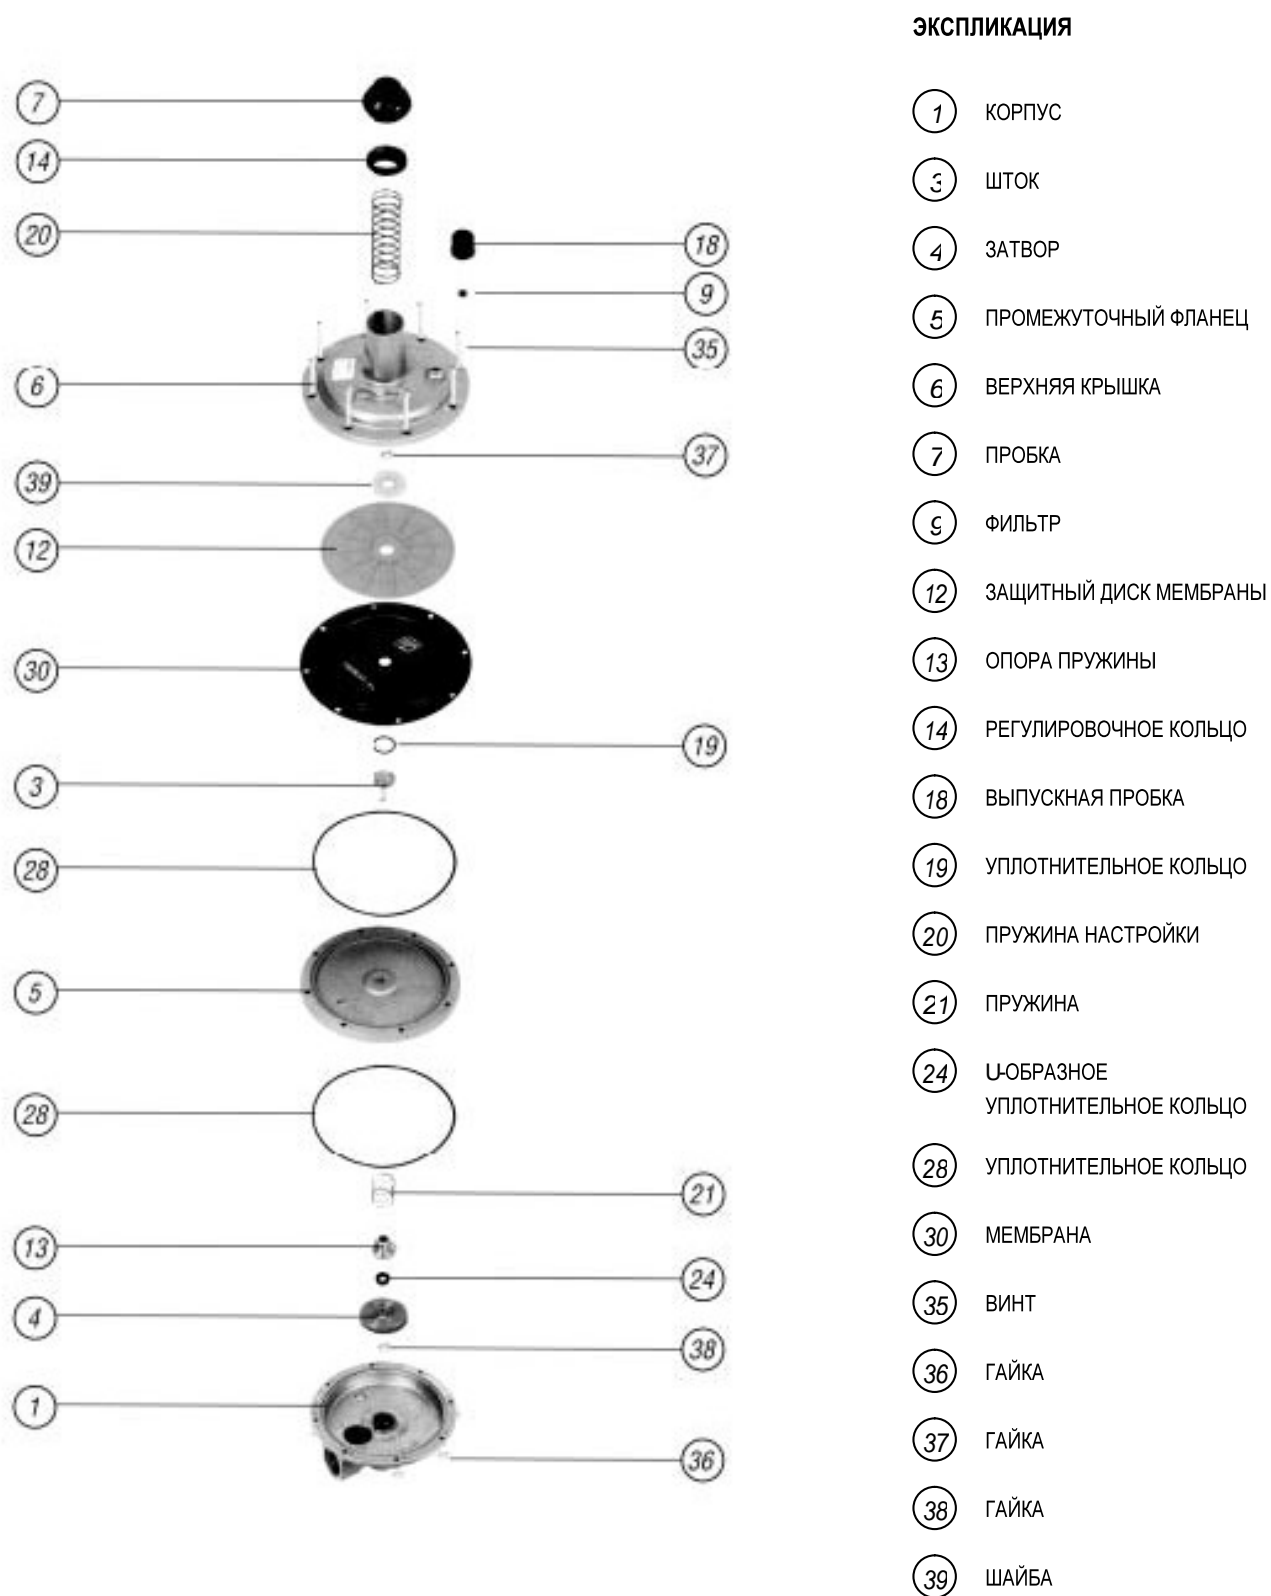 ЭКСПЛИКАЦИЯ
1 КОРПУС
3 ШТОК
4 ЗАТВОР
5 ПРОМЕЖУТОЧНЫЙ ФЛАНЕЦ
6 ВЕРХНЯЯ КРЫШКА
7 ПРОБКА
9 ФИЛЬТР
12 ЗАЩИТНЫЙ ДИСК МЕМБРАНЫ
13 ОПОРА ПРУЖИНЫ
14 РЕГУЛИРОВОЧНОЕ КОЛЬЦО
18 ВЫПУСКНАЯ ПРОБКА
19 УПЛОТНИТЕЛЬНОЕ КОЛЬЦО
20 ПРУЖИНА НАСТРОЙКИ
21 ПРУЖИНА
24 U-ОБРАЗНОЕ
УПЛОТНИТЕЛЬНОЕ КОЛЬЦО
28 УПЛОТНИТЕЛЬНОЕ КОЛЬЦО
30 МЕМБРАНА
35 ВИНТ
36 ГАЙКА
37 ГАЙКА
38 ГАЙКА
39 ШАЙБА
7
14
20
18
9
35
6
37
39
12
30
19
3
28
5
28
21
13
24
4
38
1
36